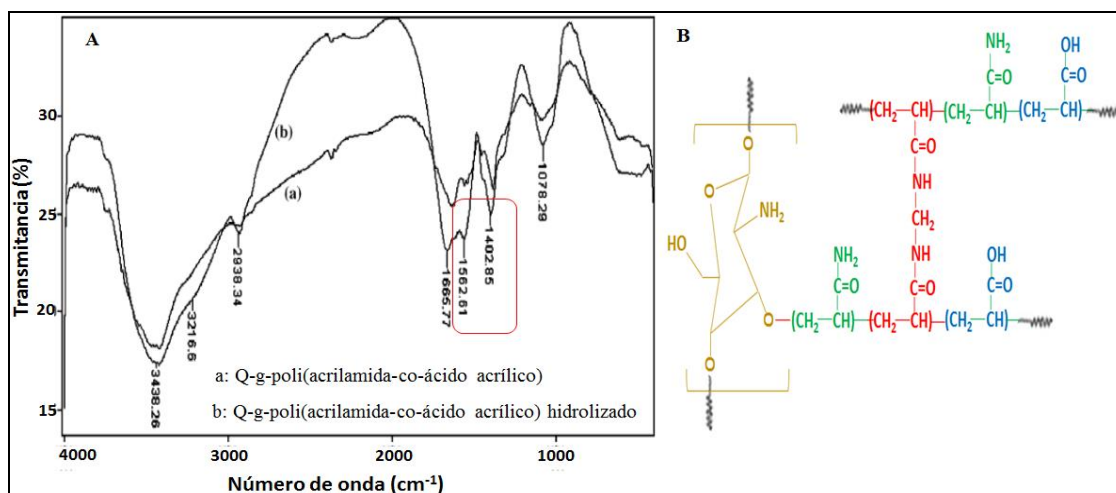 A
Transmitancia (%)
30
25
20
15
(b)
(a)
3438.26
3216.6
2938.34
1665.77
1562.61
1402.85
1078.29
a: Q-g-poli(acrilamida-co-ácido acrílico)
b: Q-g-poli(acrilamida-co-ácido acrílico) hidrolizado
4000 3000 2000 1000
Número de onda (cm⁻¹)
B
NH₂ OH
C=O C=O
(CH₂ CH)(CH₂ CH)(CH₂ CH)
C=O
NH
CH₂
NH
C=O
O
O
NH₂
HO
O
O
NH₂ OH
C=O C=O
(CH₂ CH)(CH₂ CH)(CH₂ CH)